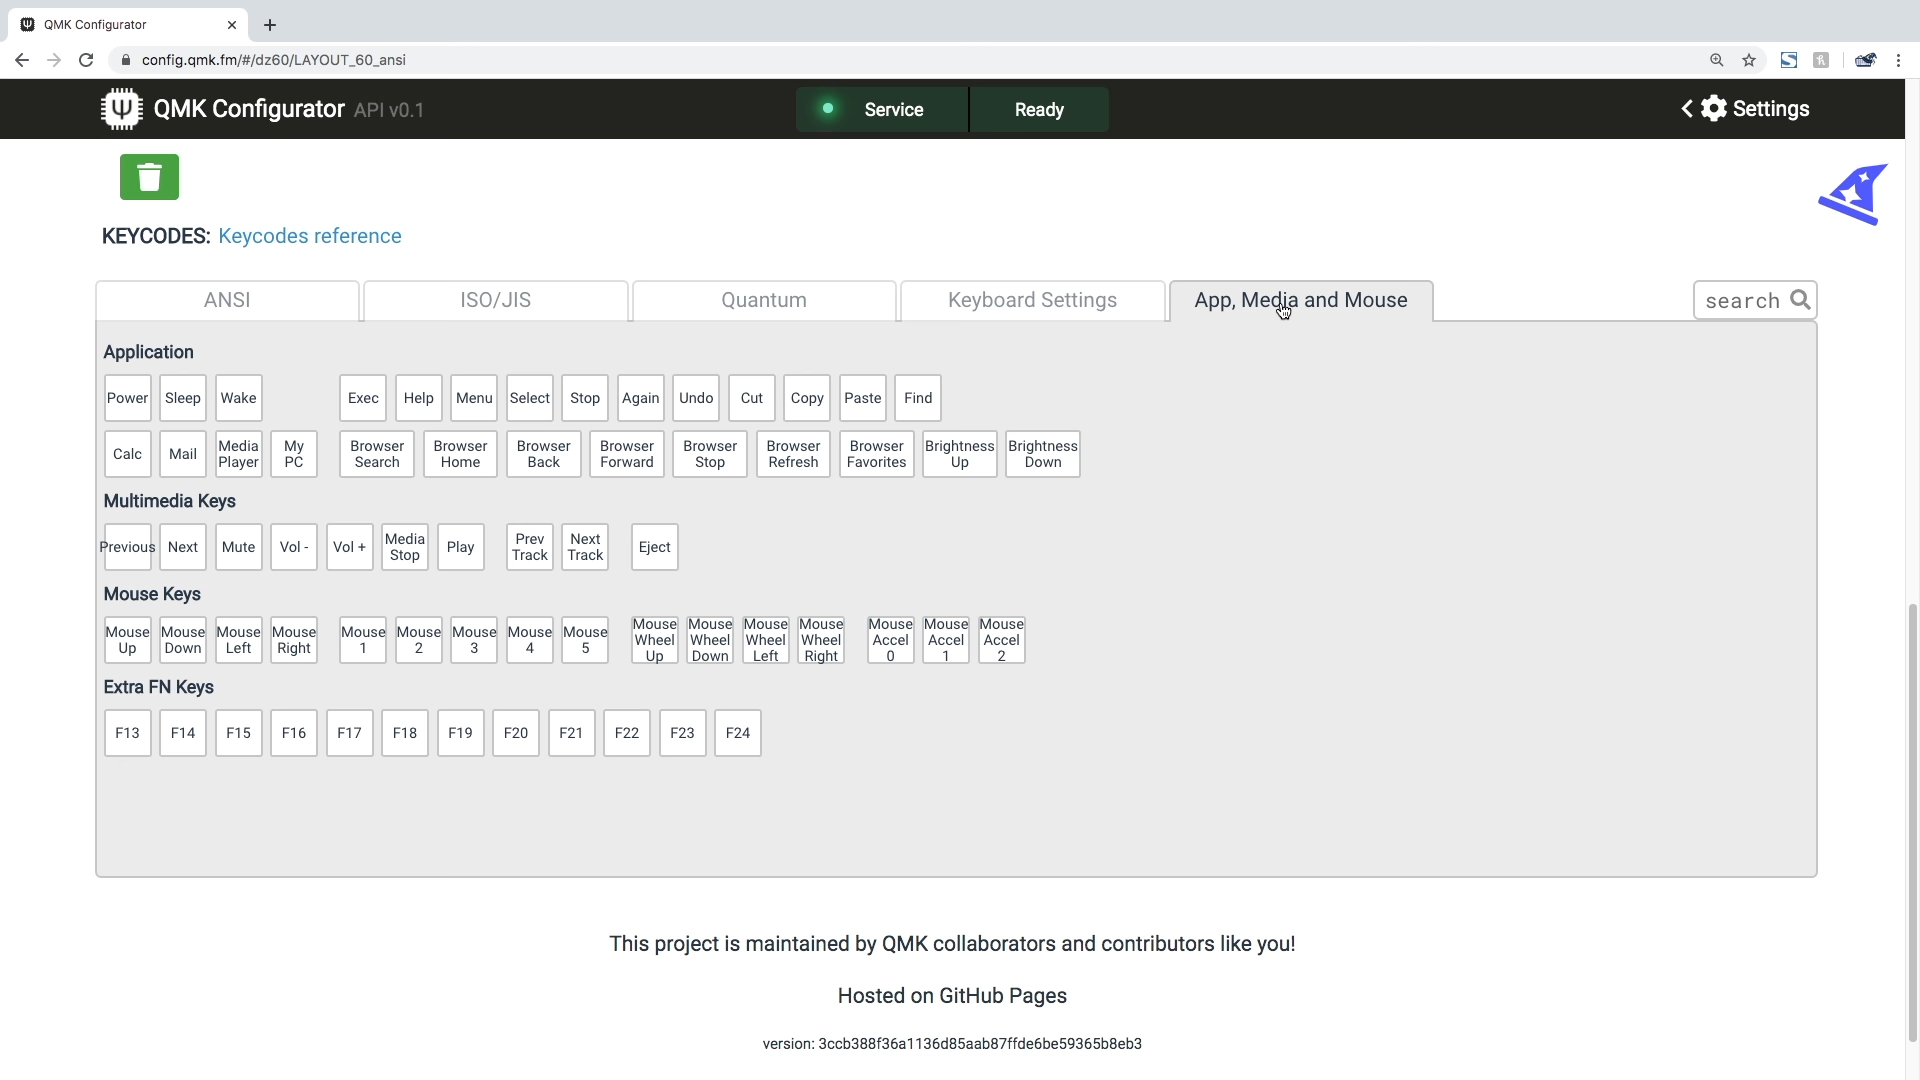 QMK Configurator
config.qmk.fm/#/dz60/LAYOUT_60_ansi
QMK Configurator API v0.1
Service
Ready
Settings
KEYCODES: Keycodes reference
ANSI
ISO/JIS
Quantum
Keyboard Settings
App, Media and Mouse
search
Application
Power Sleep Wake Exec Help Menu Select Stop Again Undo Cut Copy Paste Find
Calc Mail Media Player My PC Browser Search Browser Home Browser Back Browser Forward Browser Stop Browser Refresh Browser Favorites Brightness Up Brightness Down
Multimedia Keys
Previous Next Mute Vol - Vol + Media Stop Play Prev Track Next Track Eject
Mouse Keys
Mouse Up Mouse Down Mouse Left Mouse Right Mouse 1 Mouse 2 Mouse 3 Mouse 4 Mouse 5 Mouse Wheel Up Mouse Wheel Down Mouse Wheel Left Mouse Wheel Right Mouse Accel 0 Mouse Accel 1 Mouse Accel 2
Extra FN Keys
F13 F14 F15 F16 F17 F18 F19 F20 F21 F22 F23 F24
This project is maintained by QMK collaborators and contributors like you!
Hosted on GitHub Pages
version: 3ccb388f36a1136d85aab87ffde6be59365b8eb3